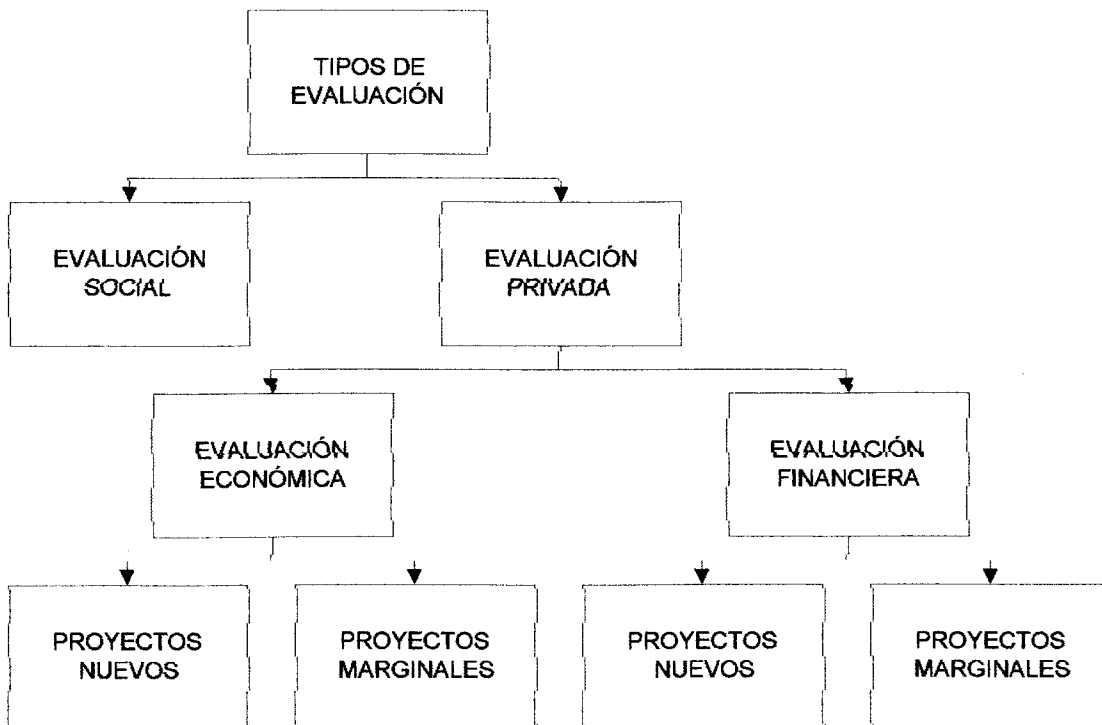 TIPOS DE
EVALUACIÓN
EVALUACIÓN
SOCIAL
EVALUACIÓN
PRIVADA
EVALUACIÓN
ECONÓMICA
EVALUACIÓN
FINANCIERA
PROYECTOS
NUEVOS
PROYECTOS
MARGINALES
PROYECTOS
NUEVOS
PROYECTOS
MARGINALES